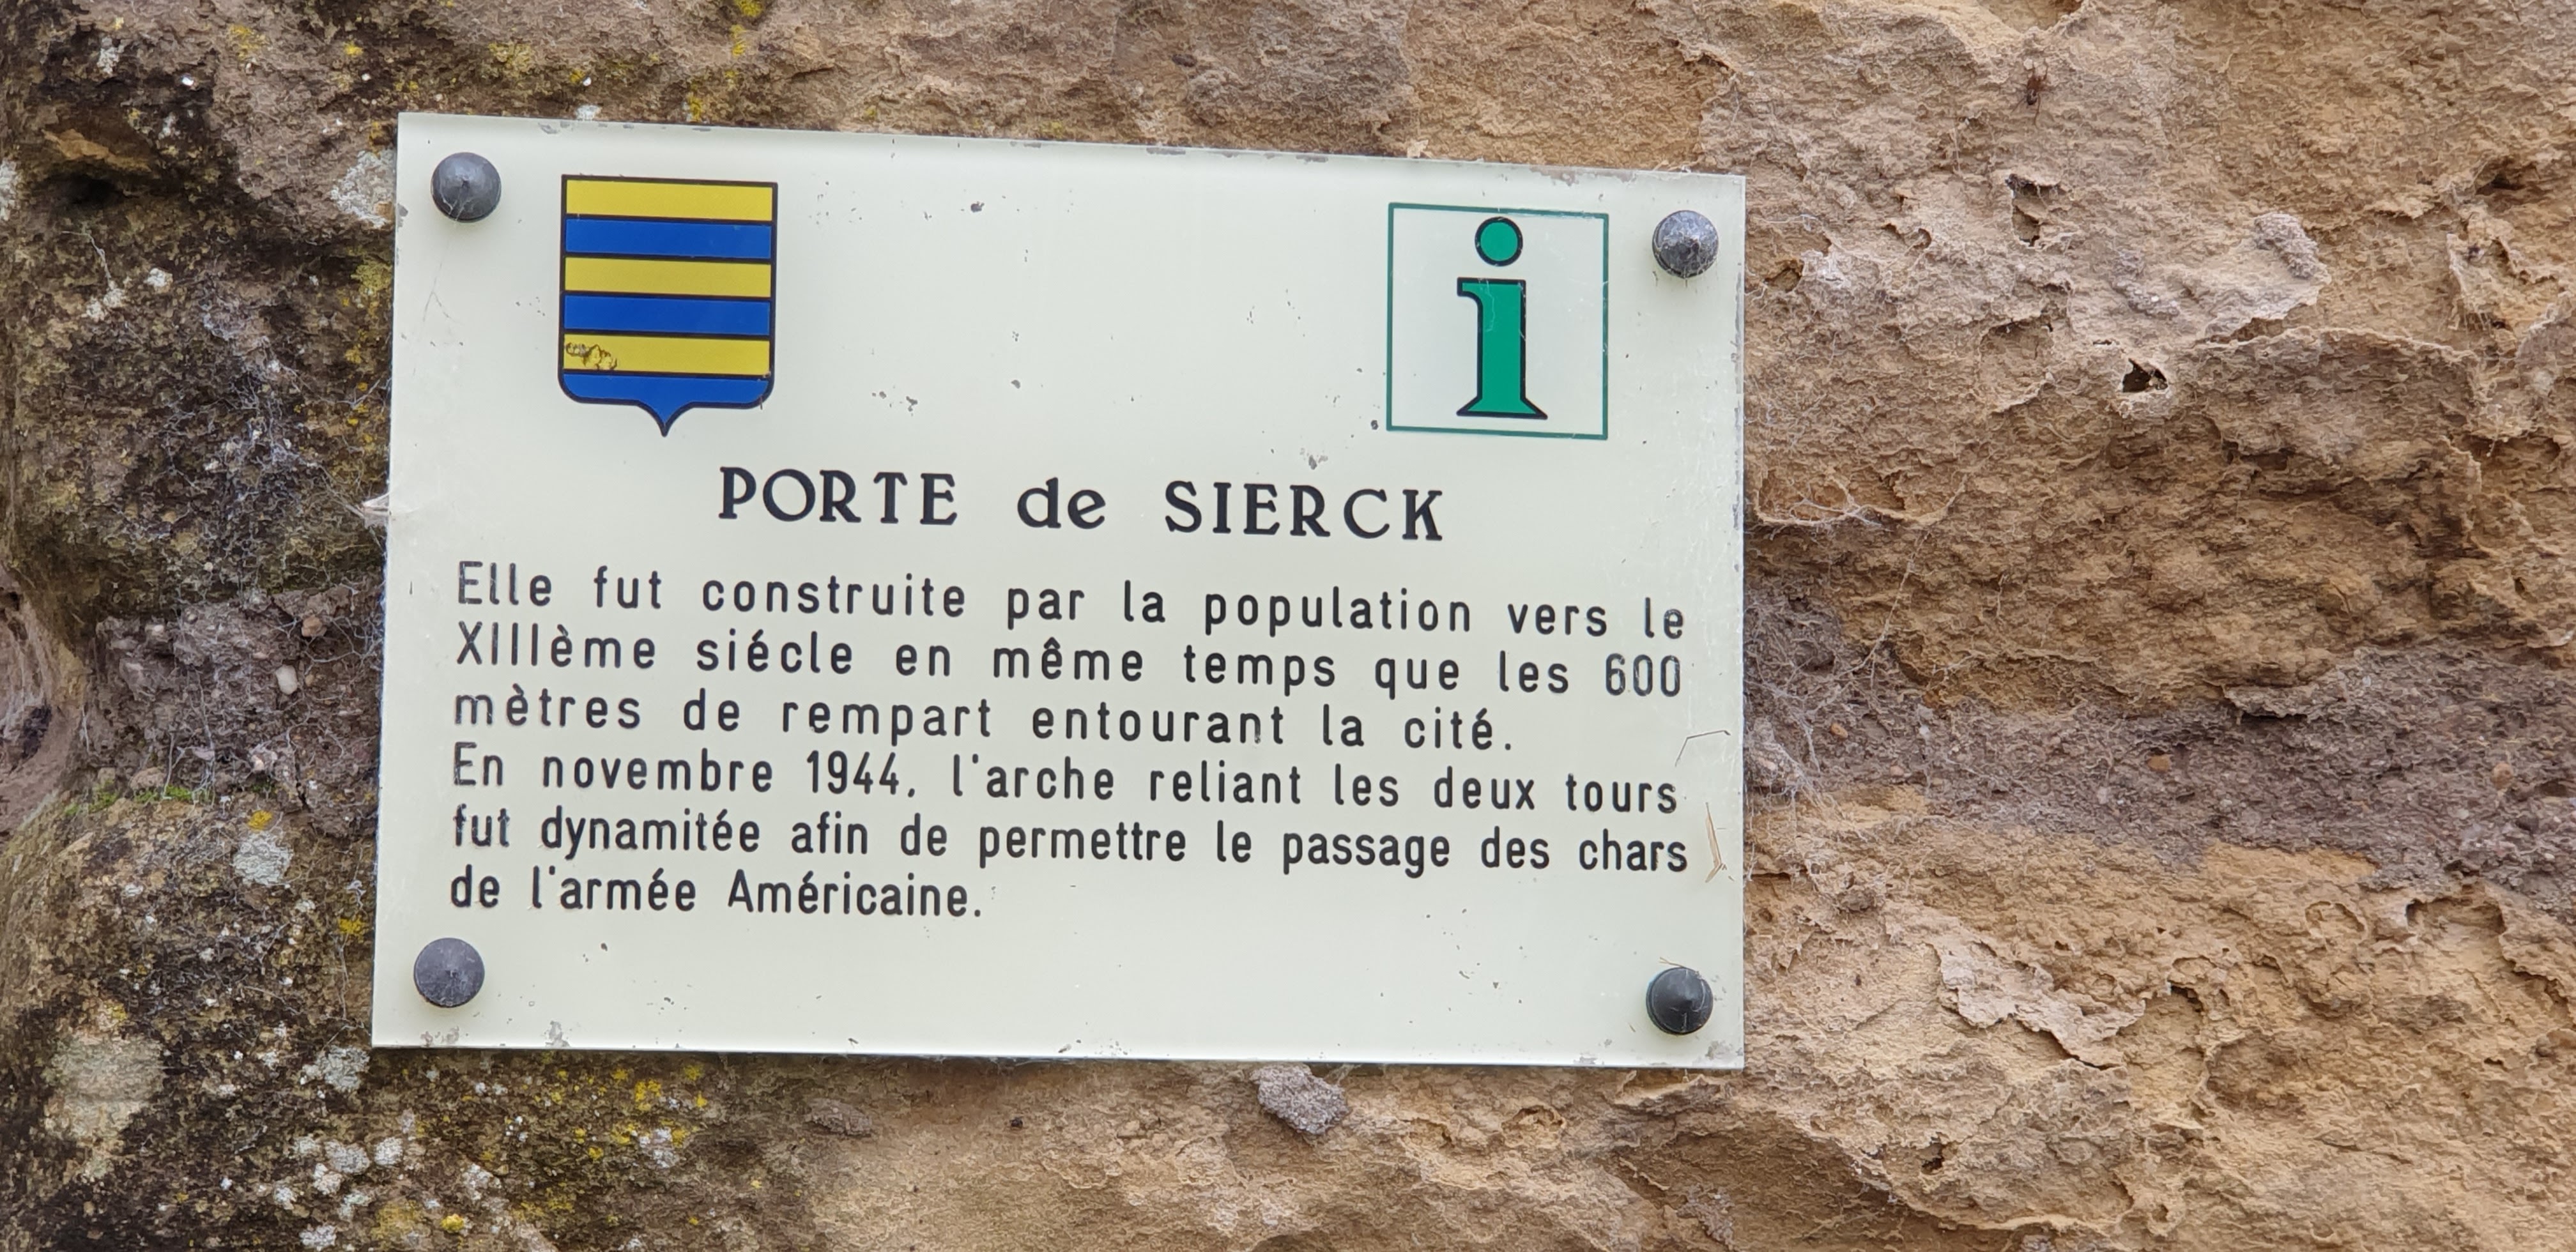 i
PORTE de SIERCK
Elle fut construite par la population vers le
XIIIème siécle en même temps que les 600
mètres de rempart entourant la cité.
En novembre 1944, l'arche reliant les deux tours
fut dynamitée afin de permettre le passage des chars
de l'armée Américaine.